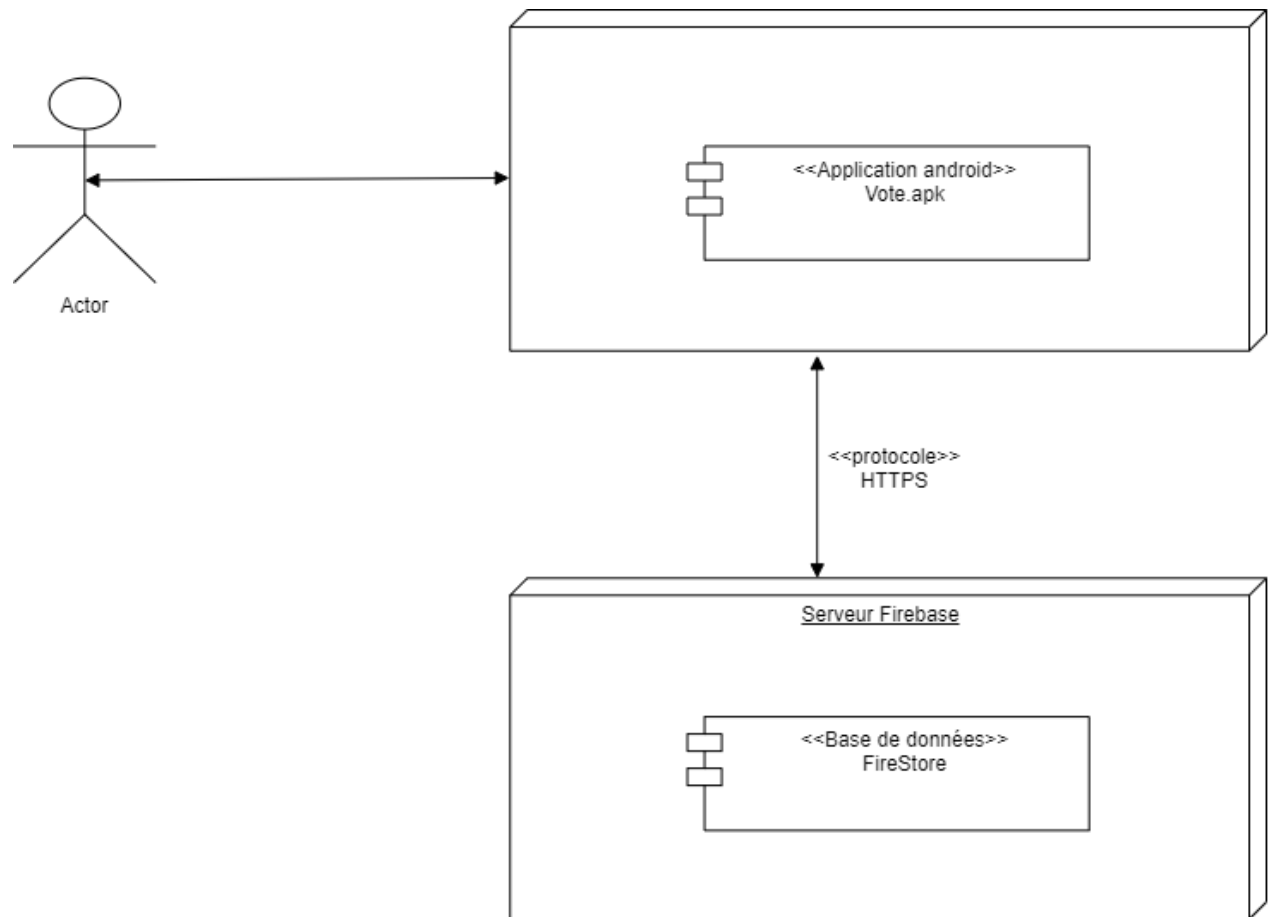 <<Application android>>
Vote.apk
Actor
<<protocole>>
HTTPS
Serveur Firebase
<<Base de données>>
FireStore